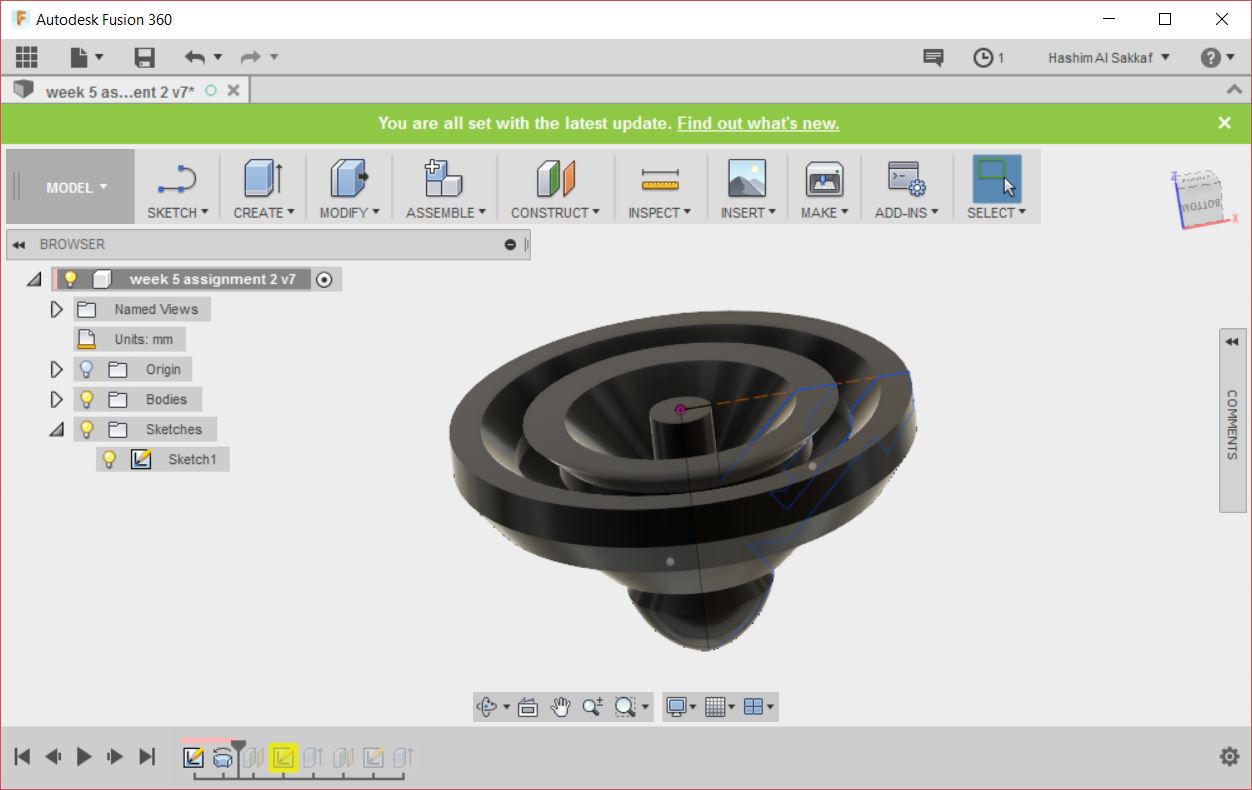 Autodesk Fusion 360
1
Hashim Al Sakkaf
week 5 as...ent 2 v7*
You are all set with the latest update. Find out what's new.
MODEL
SKETCH
CREATE
MODIFY
ASSEMBLE
CONSTRUCT
INSPECT
INSERT
MAKE
ADD-INS
SELECT
Z
BOTTOM
X
BROWSER
week 5 assignment 2 v7
Named Views
Units: mm
Origin
Bodies
Sketches
Sketch1
COMMENTS